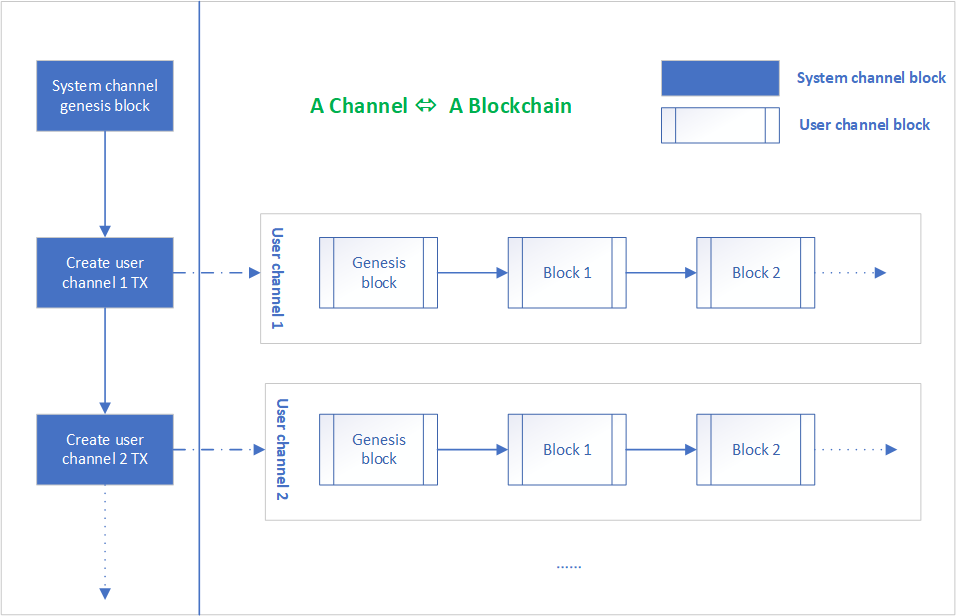 System channel
genesis block
A Channel ⇔ A Blockchain
System channel block
User channel block
Create user
channel 1 TX
User channel 1
Genesis
block
Block 1
Block 2
Create user
channel 2 TX
User channel 2
Genesis
block
Block 1
Block 2
......